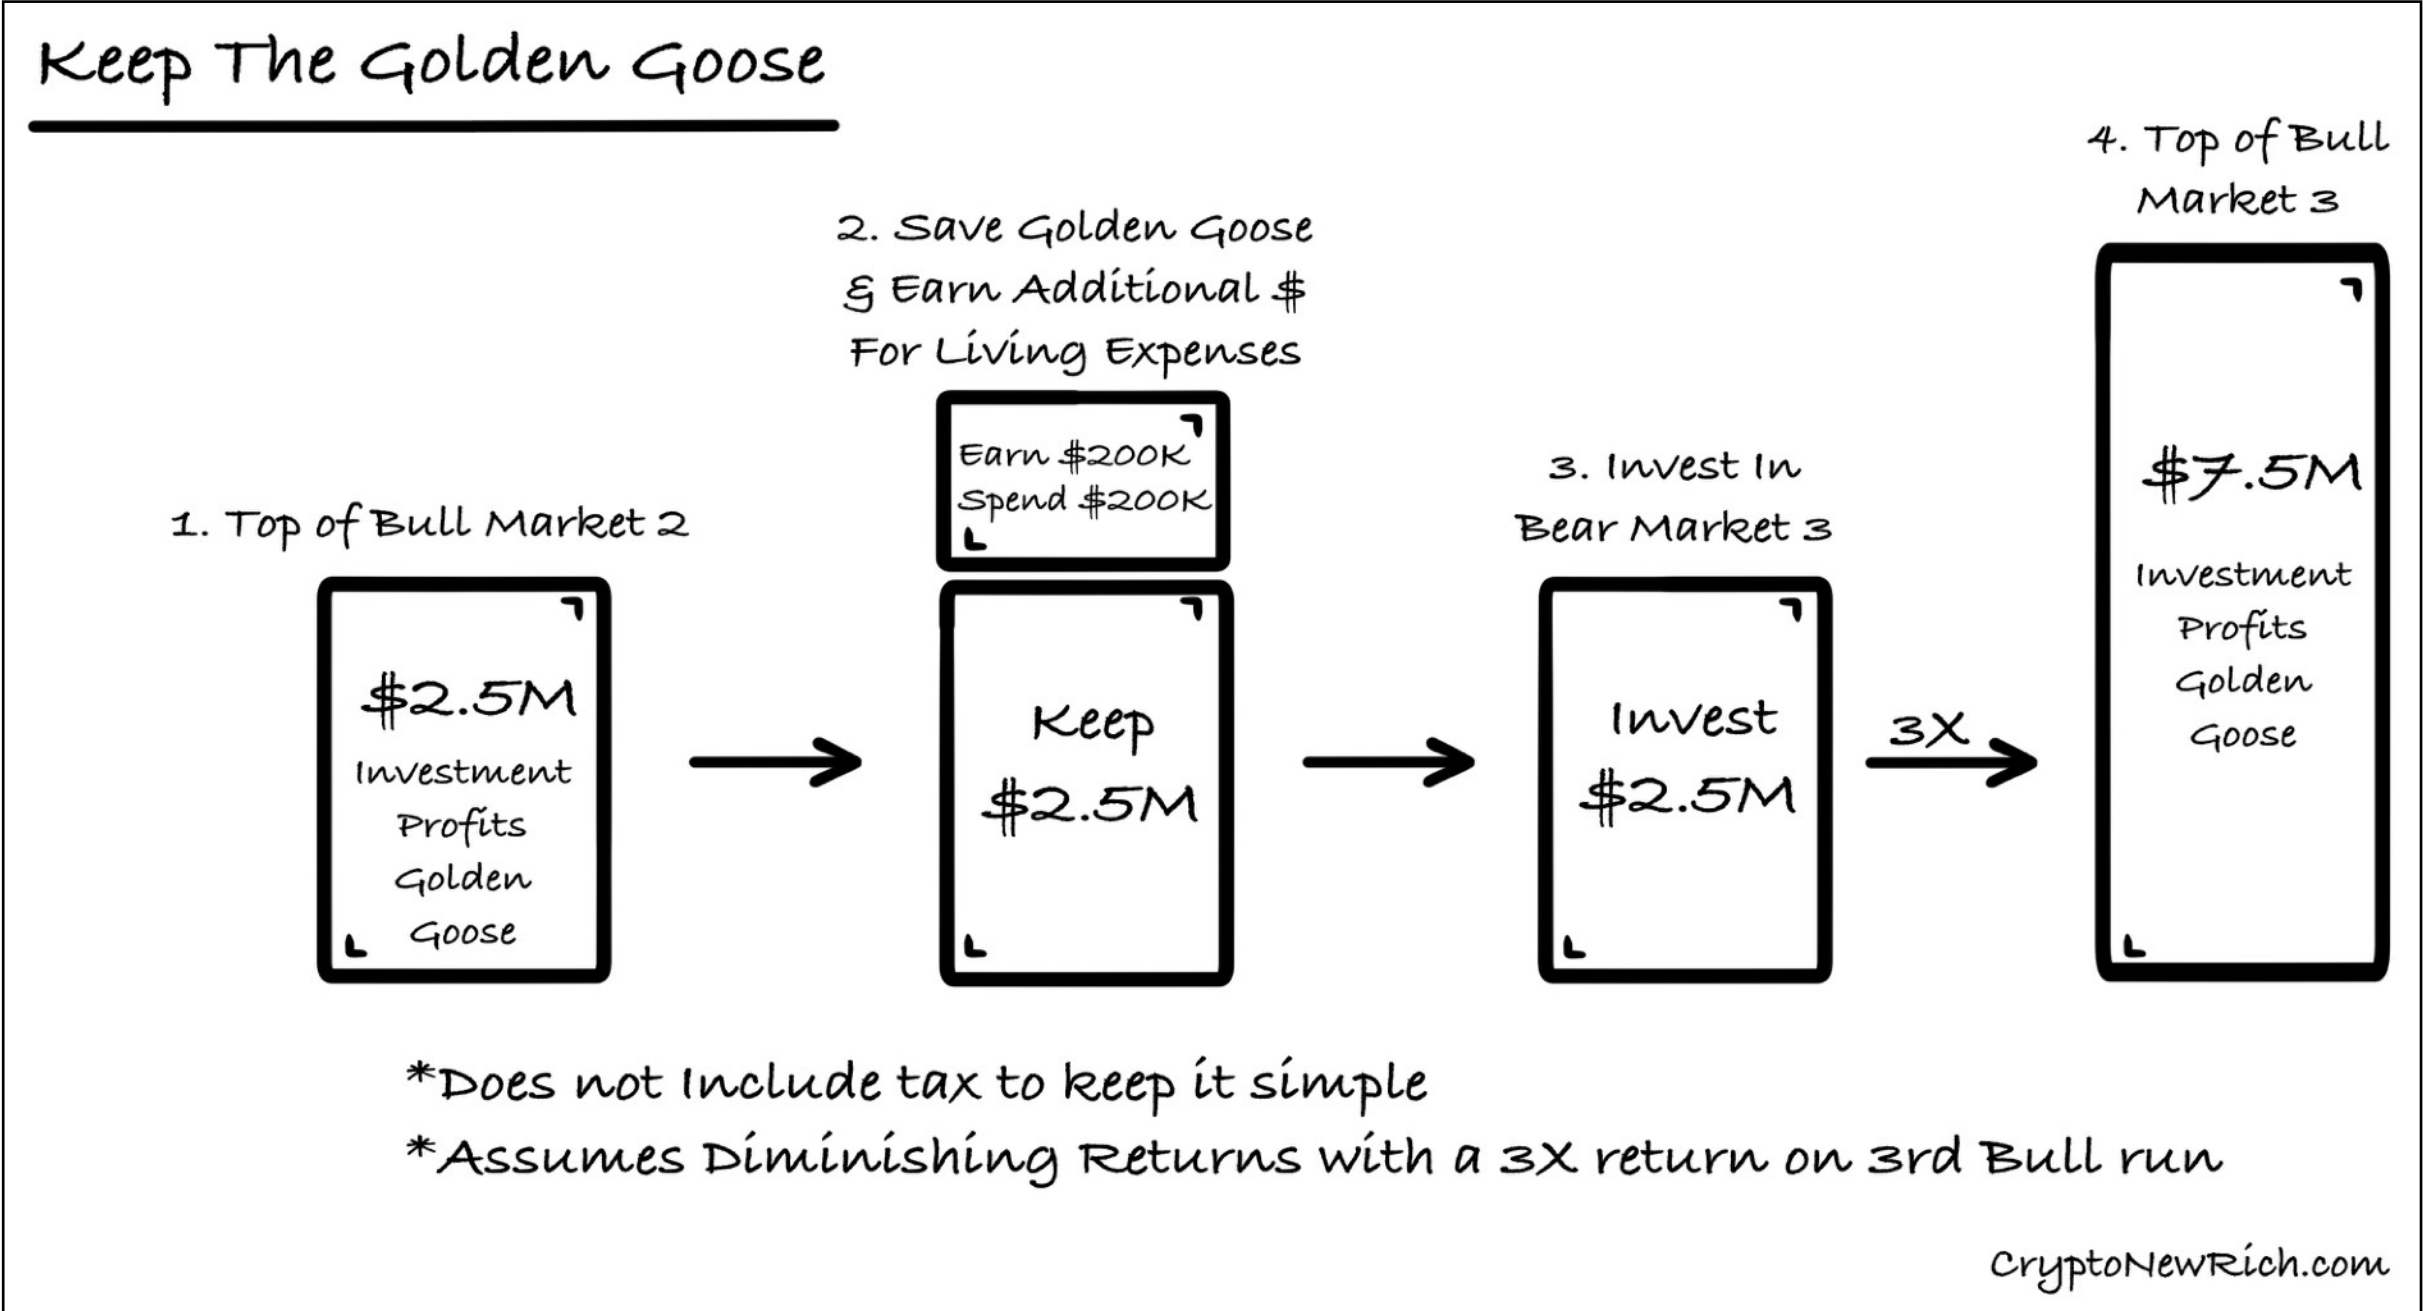 Keep The Golden Goose
1. Top of Bull Market 2
$2.5M
Investment
Profits
Golden
Goose
2. Save Golden Goose
& Earn Additional $
For Living Expenses
Earn $200K
Spend $200K
Keep
$2.5M
3. Invest In
Bear Market 3
Invest
$2.5M
3X
4. Top of Bull
Market 3
$7.5M
Investment
Profits
Golden
Goose
*Does not Include tax to keep it simple
*Assumes Diminishing Returns with a 3X return on 3rd Bull run
CryptoNewRich.com